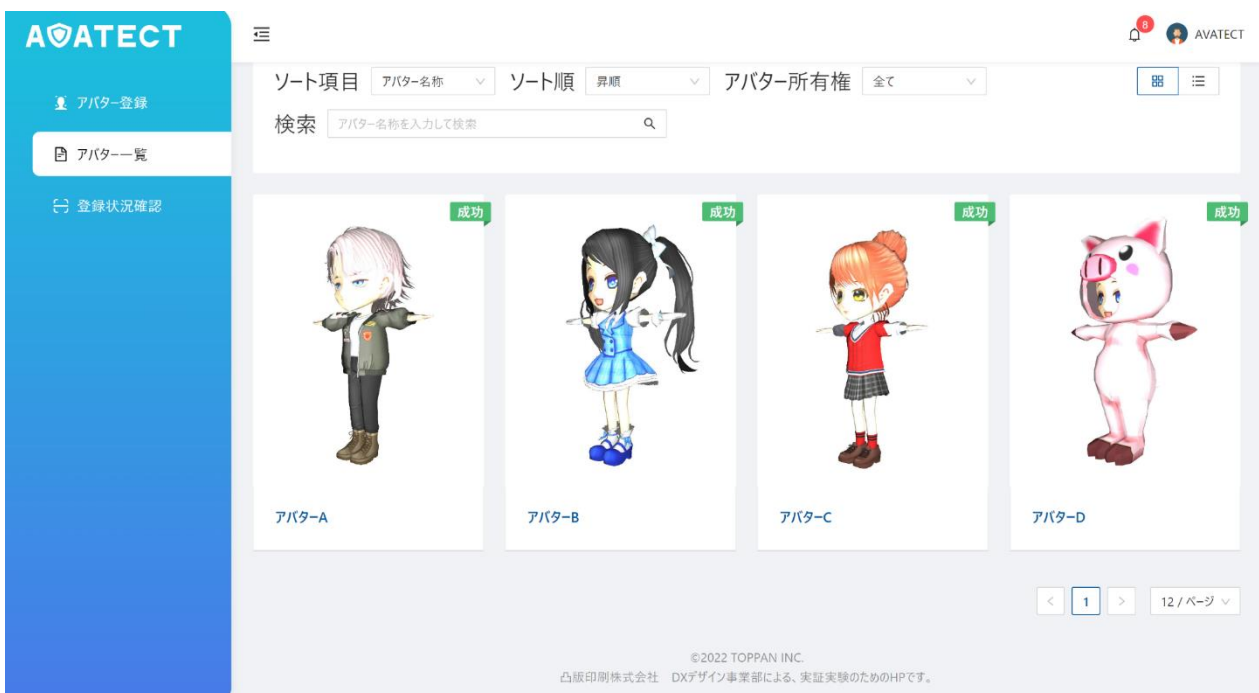 AVATECT
8
AVATECT
アバター登録
アバター一覧
登録状況確認
ソート項目 アバター名称 ソート順 昇順 アバター所有権 全て
検索 アバター名称を入力して検索
成功 成功 成功 成功
アバターA アバターB アバターC アバターD
< 1 > 12 / ページ
©2022 TOPPAN INC.
凸版印刷株式会社 DXデザイン事業部による、実証実験のためのHPです。